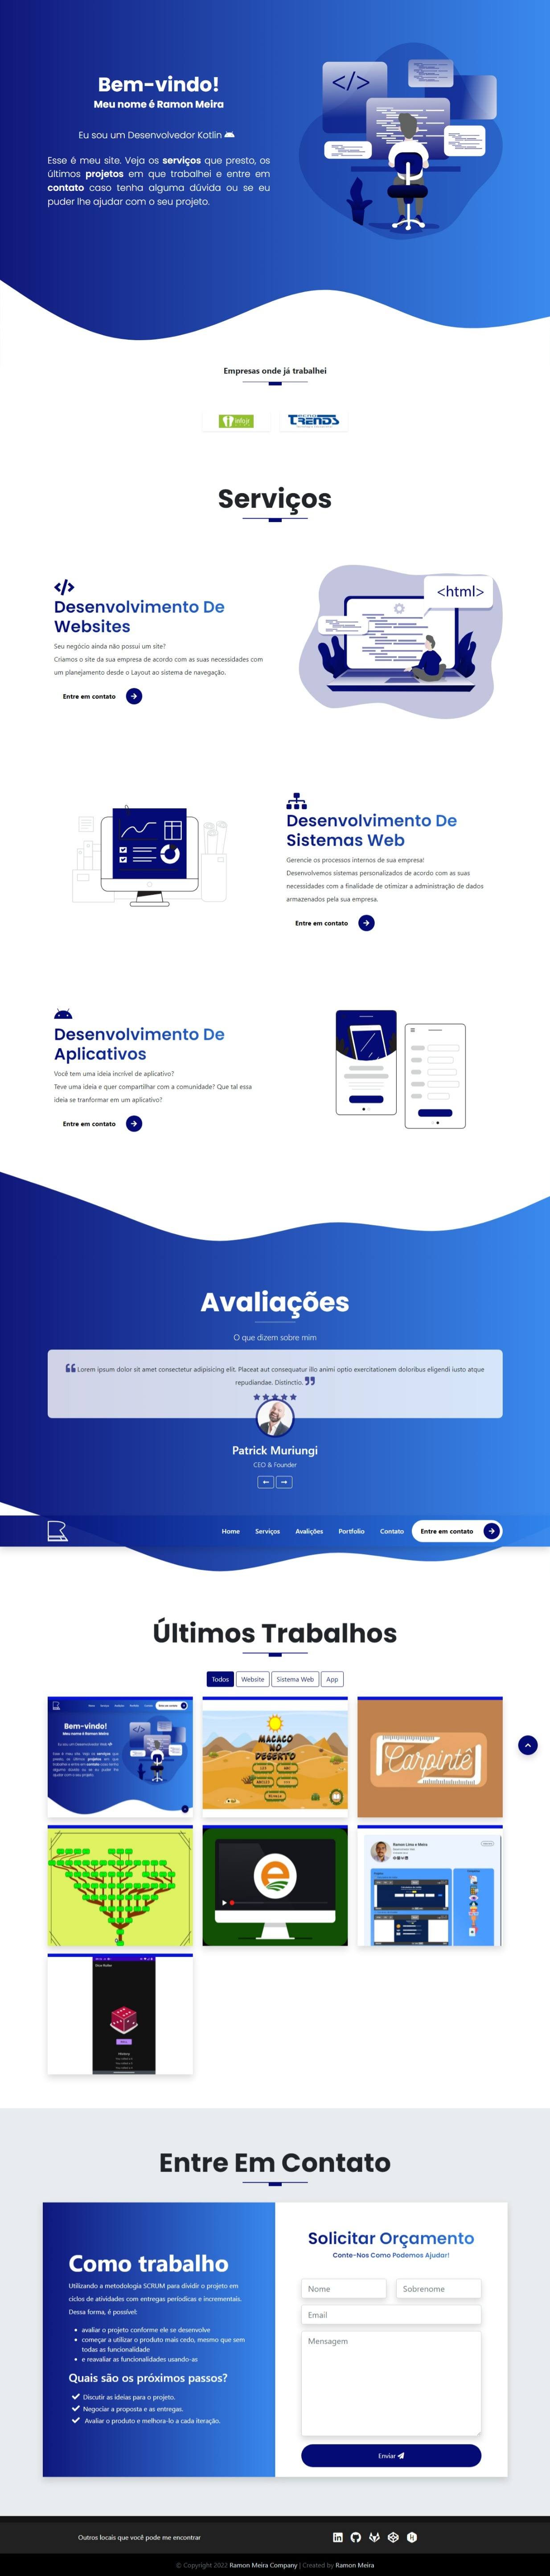 Bem-vindo!
Meu nome é Ramon Meira
Eu sou um Desenvolvedor Kotlin
Esse é meu site. Veja os serviços que presto, os
últimos projetos em que trabalhei e entre em
contato caso tenha alguma dúvida ou se eu
puder lhe ajudar com o seu projeto.
</>
Empresas onde já trabalhei
TRENDS
Serviços
</>
Desenvolvimento De
Websites
Seu negócio ainda não possui um site?
Criamos o site da sua empresa de acordo com as suas necessidades com
um planejamento desde o Layout ao sistema de navegação.
Entre em contato
<html>
Desenvolvimento De
Sistemas Web
Gerencie os processos internos de sua empresa!
Desenvolvemos sistemas personalizados de acordo com as suas
necessidades com a finalidade de otimizar a administração de dados
armazenados pela sua empresa.
Entre em contato
Desenvolvimento De
Aplicativos
Você tem uma ideia incrível de aplicativo?
Teve uma ideia e quer compartilhar com a comunidade? Que tal essa
ideia se tranformar em um aplicativo?
Entre em contato
Avaliações
O que dizem sobre mim
Lorem ipsum dolor sit amet consectetur adipisicing elit. Placeat aut consequatur illo animi optio exercitationem doloribus eligendi iusto atque
repudiandae. Distinctio.
Patrick Muriungi
CEO & Founder
Home Serviços Avalições Portfolio Contato Entre em contato
Últimos Trabalhos
Todos Website Sistema Web App
Bem-vindo!
Meu nome é Ramon Meira
MACACO
NO
DESERTO
Carpintê
Ramon Lima e Meira
Dice Roller
History
Entre Em Contato
Como trabalho
Utilizando a metodologia SCRUM para dividir o projeto em
ciclos de atividades com entregas periodicas e incrementais.
Dessa forma, é possível:
avaliar o projeto conforme ele se desenvolve
começar a utilizar o produto mais cedo, mesmo que sem
todas as funcionalidade
e reavaliar as funcionalidades usando-as
Quais são os próximos passos?
Discutir as ideias para o projeto.
Negociar a proposta e as entregas.
Avaliar o produto e melhora-lo a cada iteração.
Solicitar Orçamento
Conte-Nos Como Podemos Ajudar!
Nome Sobrenome
Email
Mensagem
Enviar
Outros locais que você pode me encontrar
© Copyright 2022 Ramon Meira Company | Created by Ramon Meira